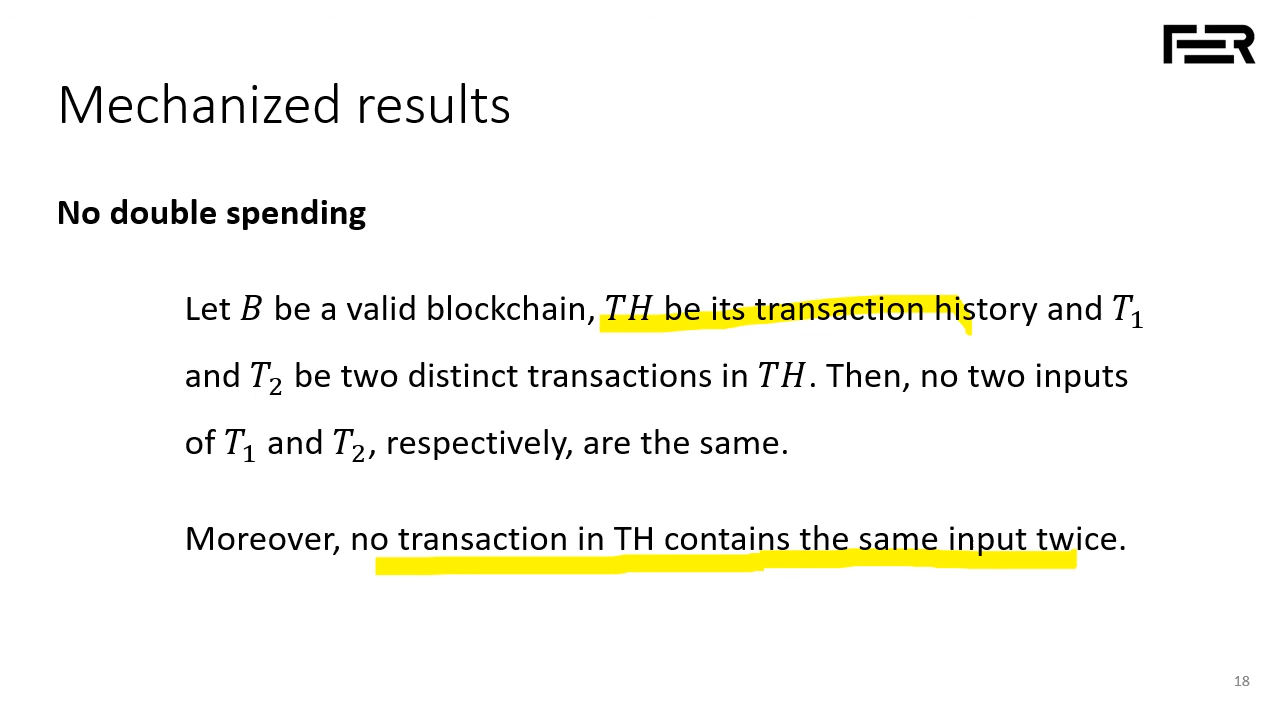 FER
Mechanized results
No double spending
Let B be a valid blockchain, TH be its transaction history and T₁
and T₂ be two distinct transactions in TH. Then, no two inputs
of T₁ and T₂, respectively, are the same.
Moreover, no transaction in TH contains the same input twice.
18